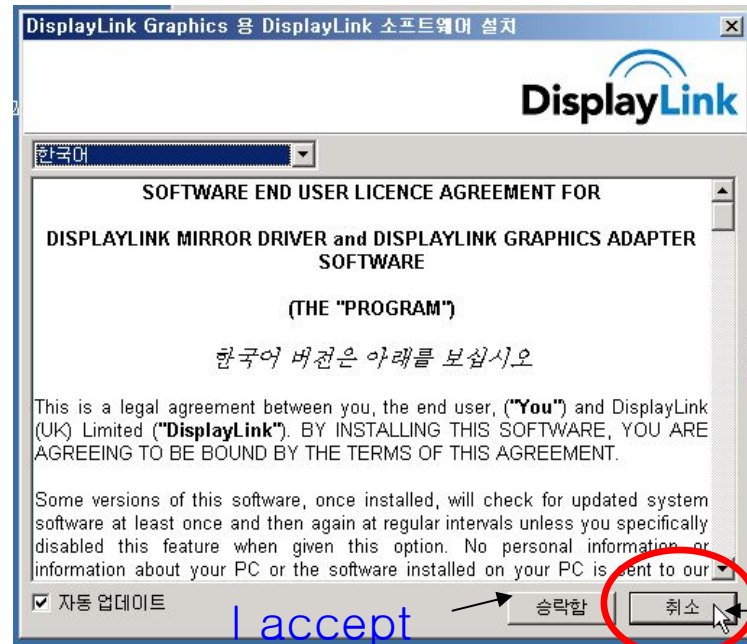 DisplayLink Graphics 용 DisplayLink 소프트웨어 설치
DisplayLink
한국어
SOFTWARE END USER LICENCE AGREEMENT FOR
DISPLAYLINK MIRROR DRIVER and DISPLAYLINK GRAPHICS ADAPTER
SOFTWARE
(THE "PROGRAM")
한국어 버전은 아래를 보십시오
This is a legal agreement between you, the end user, ("You") and DisplayLink
(UK) Limited ("DisplayLink"). BY INSTALLING THIS SOFTWARE, YOU ARE
AGREEING TO BE BOUND BY THE TERMS OF THIS AGREEMENT.
Some versions of this software, once installed, will check for updated system
software at least once and then again at regular intervals unless you specifically
disabled this feature when given this option. No personal information or
information about your PC or the software installed on your PC is sent to our
자동 업데이트
I accept
승락함
취소